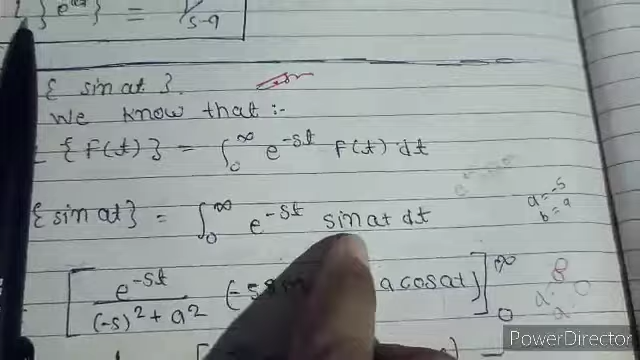 } e^{at} } = 1/s-a
{ sin at }.
We know that :-
{ f(t) } = ∫₀^∞ e^{-st} f(t) dt
{ sin at } = ∫₀^∞ e^{-st} sin at dt
a = -s
b = a
[ e^{-st} / (-s)² + a² (-s a cos at) ]₀^∞
PowerDirector